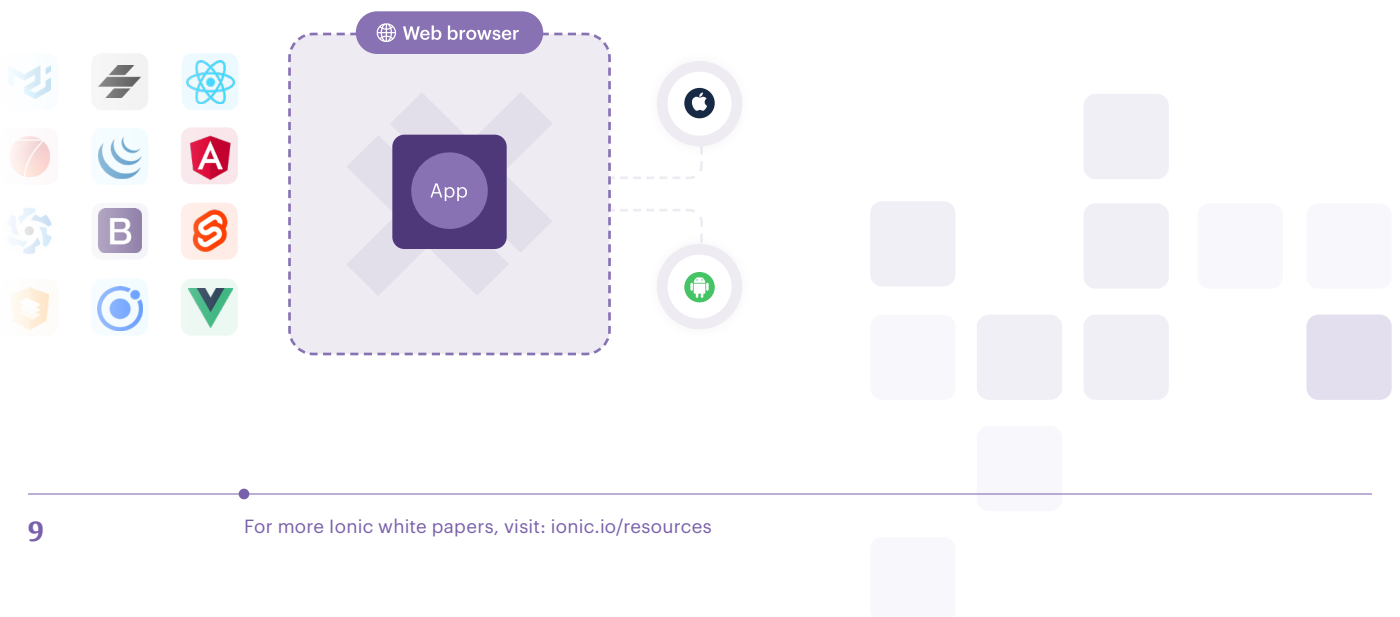 Web browser
A
App
B
9
For more Ionic white papers, visit: ionic.io/resources